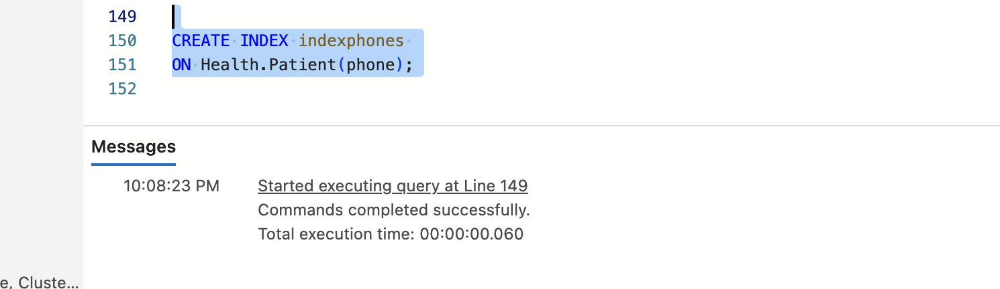 149
150 CREATE INDEX indexphones
151 ON Health.Patient(phone);
152
Messages
10:08:23 PM Started executing query at Line 149
Commands completed successfully.
Total execution time: 00:00:00.060
e, Cluste...